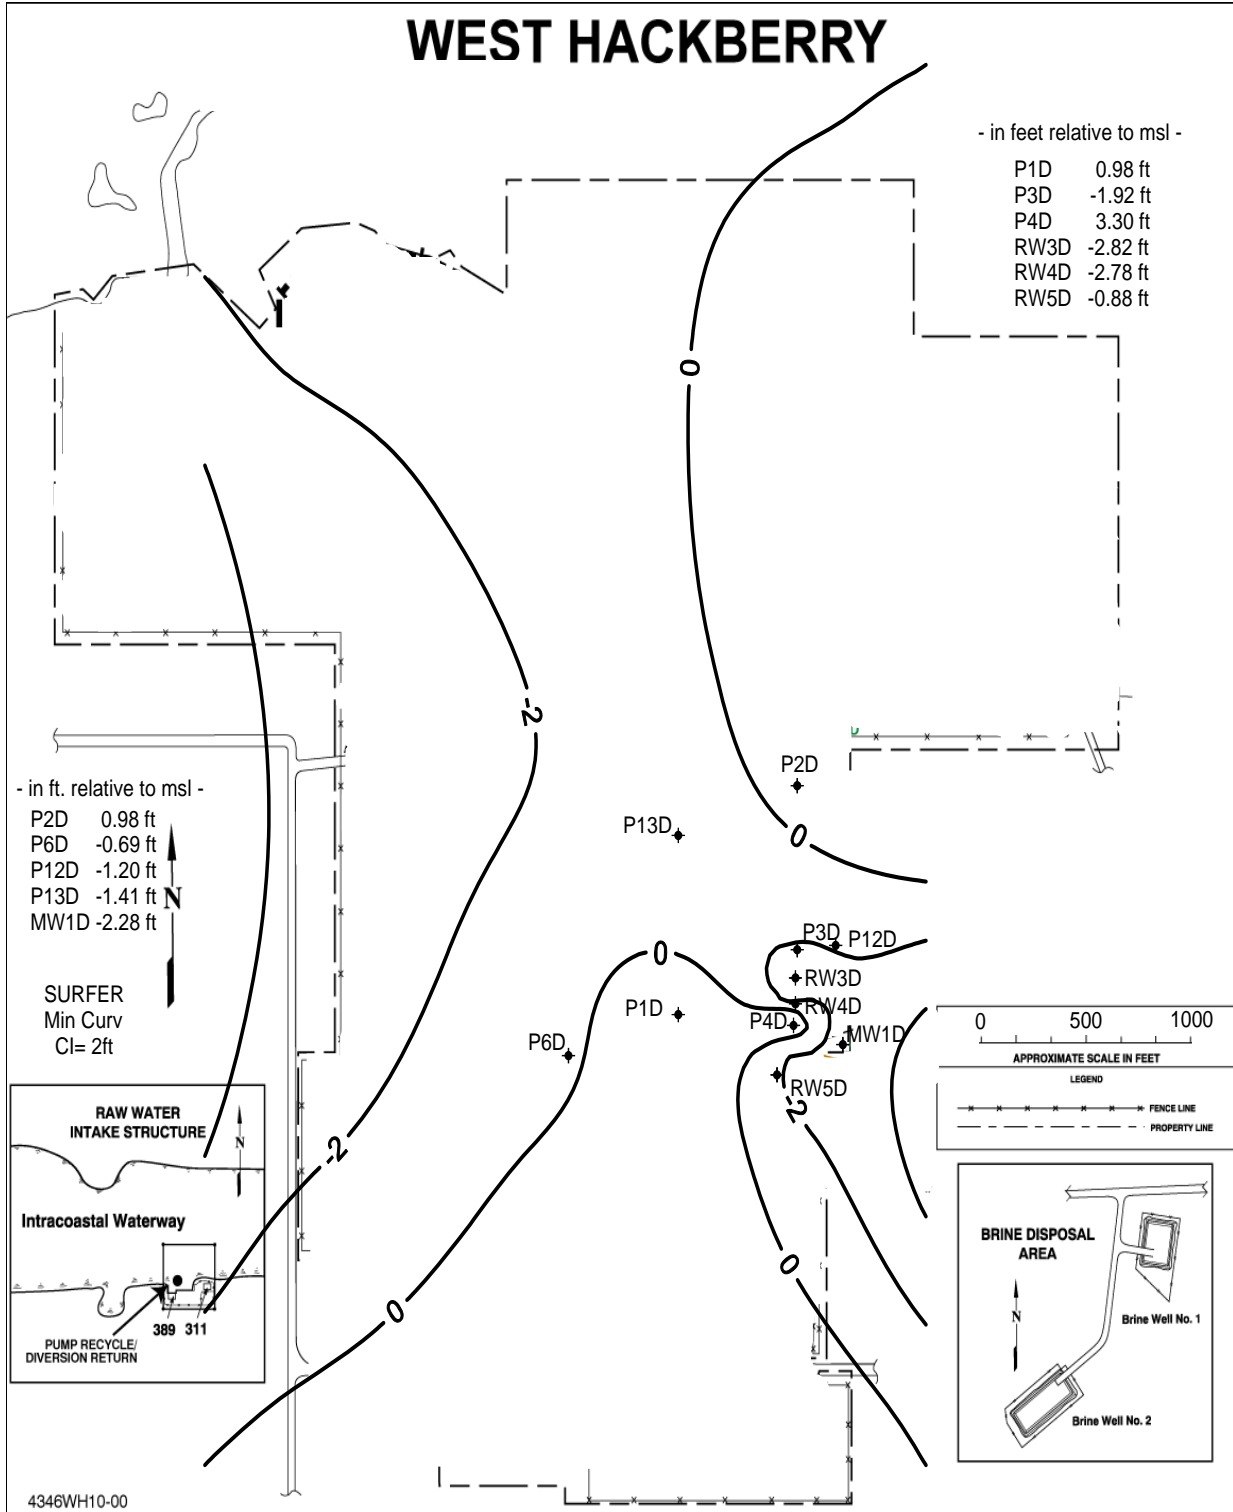 WEST HACKBERRY
- in feet relative to msl -
P1D 0.98 ft
P3D -1.92 ft
P4D 3.30 ft
RW3D -2.82 ft
RW4D -2.78 ft
RW5D -0.88 ft
0
-2
P2D
0
P13D
- in ft. relative to msl -
P2D 0.98 ft
P6D -0.69 ft
P12D -1.20 ft
P13D -1.41 ft
MW1D -2.28 ft
N
SURFER
Min Curv
CI= 2ft
0
P3D
P12D
RW3D
RW4D
P1D
P4D
MW1D
P6D
RW5D
-2
-2
0
0
0 500 1000
APPROXIMATE SCALE IN FEET
LEGEND
FENCE LINE
PROPERTY LINE
RAW WATER
INTAKE STRUCTURE
N
Intracoastal Waterway
389 311
PUMP RECYCLE/
DIVERSION RETURN
BRINE DISPOSAL
AREA
N
Brine Well No. 1
Brine Well No. 2
4346WH10-00